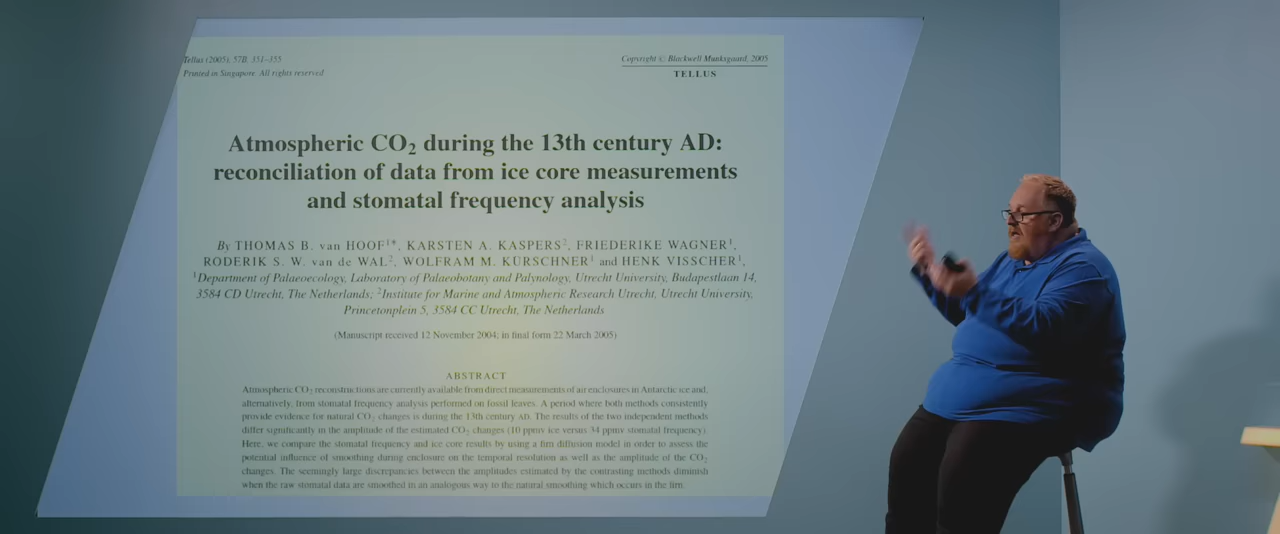 Tellus (2005), 57B, 351–355
Printed in Singapore. All rights reserved
Copyright © Blackwell Munksgaard, 2005
TELLUS
Atmospheric CO₂ during the 13th century AD:
reconciliation of data from ice core measurements
and stomatal frequency analysis
By THOMAS B. van HOOF¹*, KARSTEN A. KASPERS², FRIEDERIKE WAGNER¹,
RODERIK S. W. van de WAL², WOLFRAM M. KÜRSCHNER¹ and HENK VISSCHER¹,
¹Department of Palaeoecology, Laboratory of Palaeobotany and Palynology, Utrecht University, Budapestlaan 14,
3584 CD Utrecht, The Netherlands; ²Institute for Marine and Atmospheric Research Utrecht, Utrecht University,
Princetonplein 5, 3584 CC Utrecht, The Netherlands
(Manuscript received 12 November 2004; in final form 22 March 2005)
ABSTRACT
Atmospheric CO₂ reconstructions are currently available from direct measurements of air enclosures in Antarctic ice and,
alternatively, from stomatal frequency analysis performed on fossil leaves. A period where both methods consistently
provide evidence for natural CO₂ changes is during the 13th century AD. The results of the two independent methods
differ significantly in the amplitude of the estimated CO₂ changes (10 ppmv ice versus 34 ppmv stomatal frequency).
Here, we compare the stomatal frequency and ice core results by using a firn diffusion model in order to assess the
potential influence of smoothing during enclosure on the temporal resolution as well as the amplitude of the CO₂
changes. The seemingly large discrepancies between the amplitudes estimated by the contrasting methods diminish
when the raw stomatal data are smoothed in an analogous way to the natural smoothing which occurs in the firn.